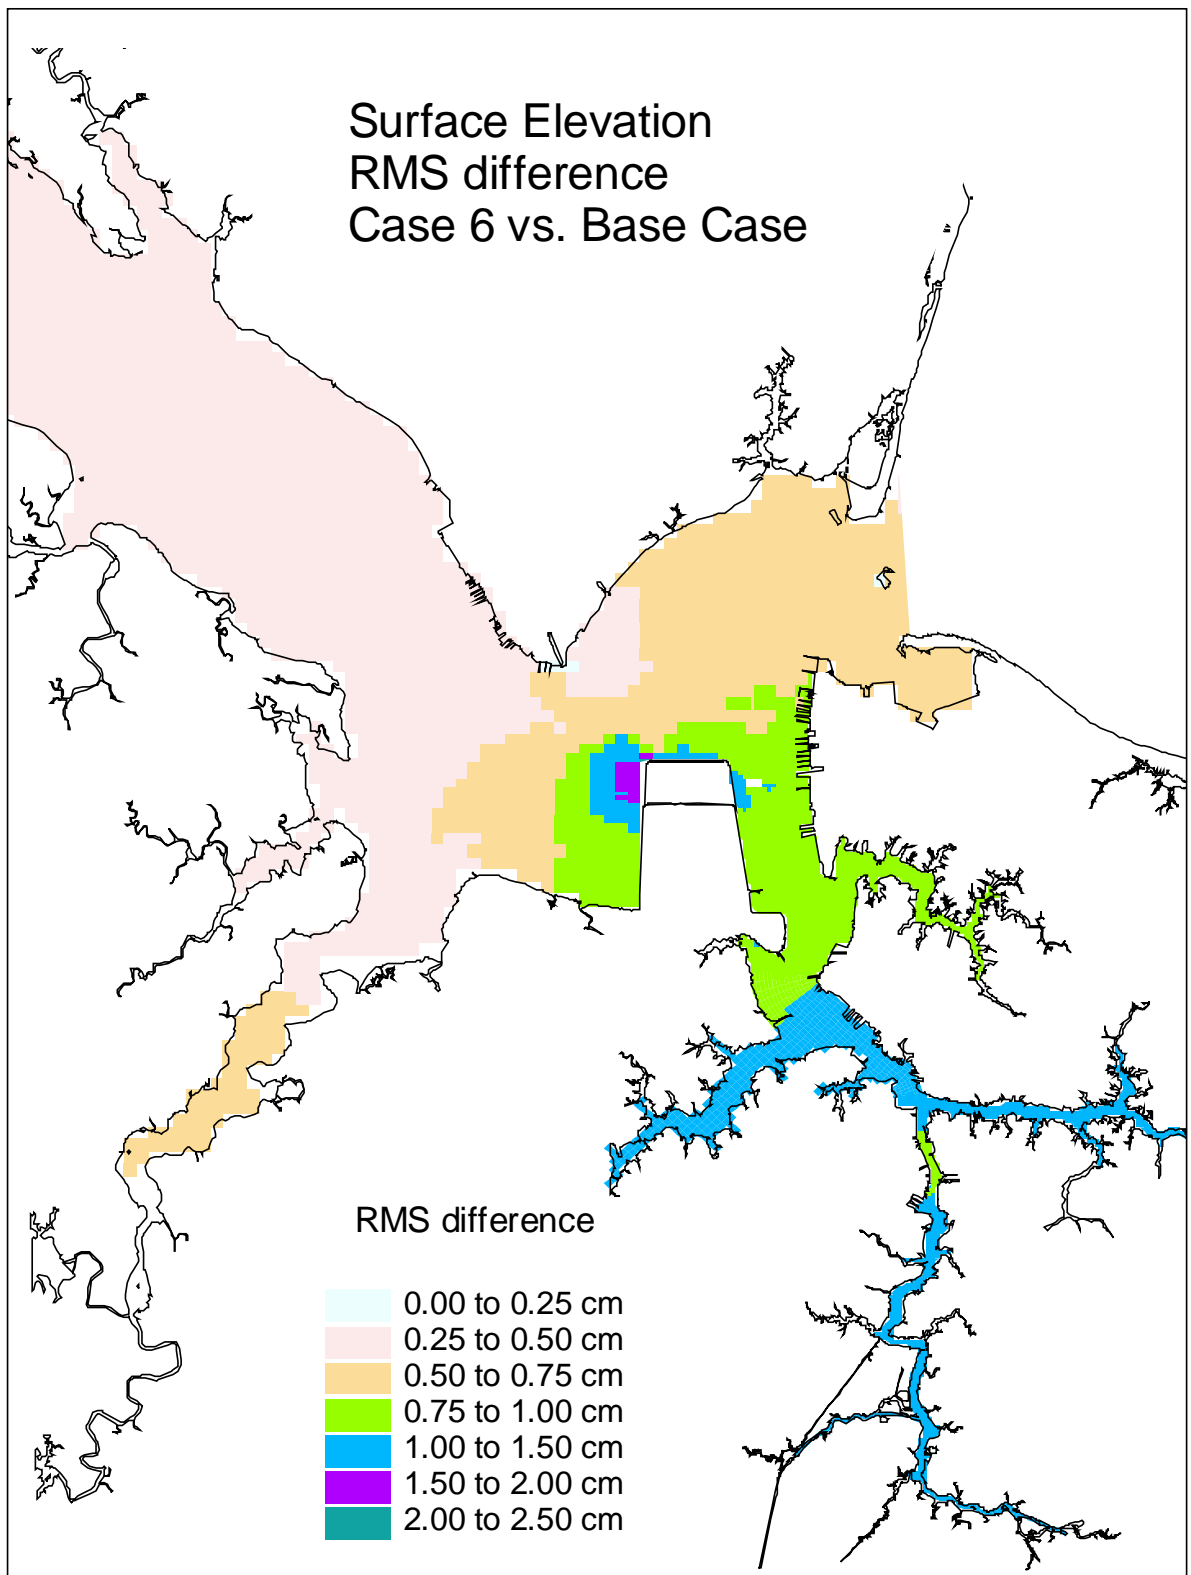 Surface Elevation
RMS difference
Case 6 vs. Base Case
RMS difference
0.00 to 0.25 cm
0.25 to 0.50 cm
0.50 to 0.75 cm
0.75 to 1.00 cm
1.00 to 1.50 cm
1.50 to 2.00 cm
2.00 to 2.50 cm